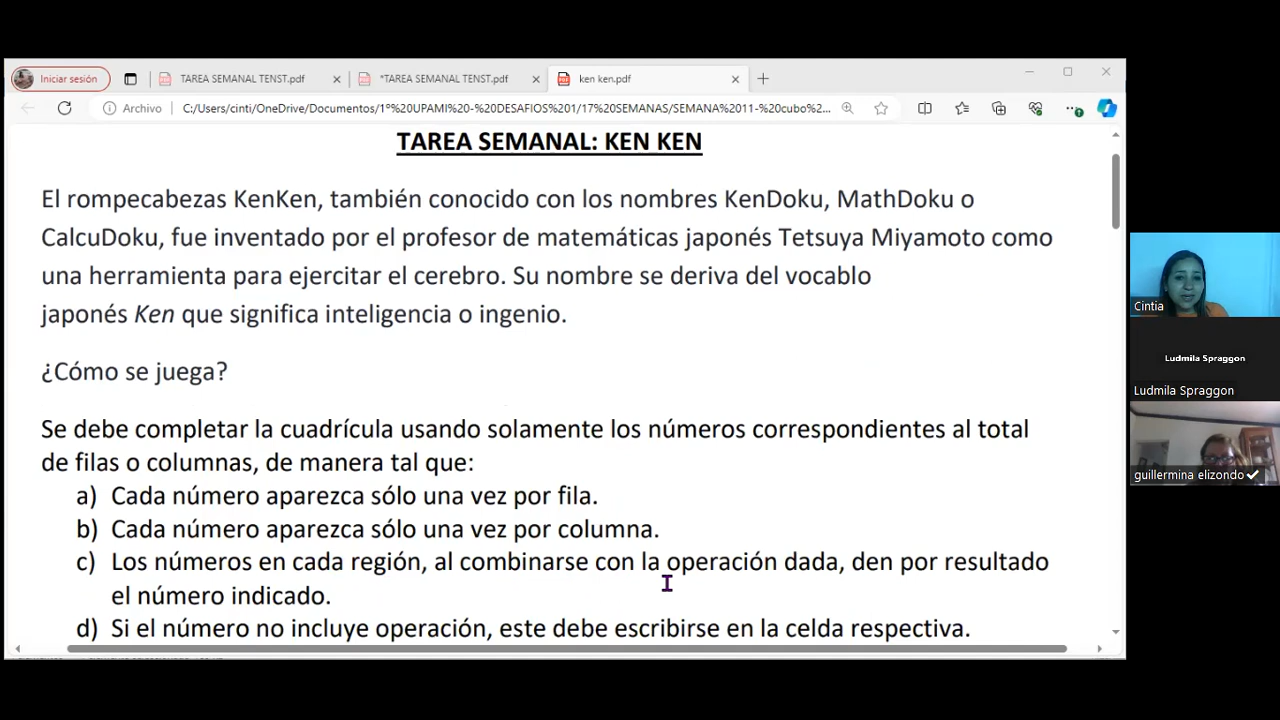 Iniciar sesión
TAREA SEMANAL TENST.pdf
*TAREA SEMANAL TENST.pdf
ken ken.pdf
Archivo
C:/Users/cinti/OneDrive/Documentos/1º%20UPAMI%20-%20DESAFIOS%201/17%20SEMANAS/SEMANA%2011-%20cubo%2...
TAREA SEMANAL: KEN KEN
El rompecabezas KenKen, también conocido con los nombres KenDoku, MathDoku o
CalcuDoku, fue inventado por el profesor de matemáticas japonés Tetsuya Miyamoto como
una herramienta para ejercitar el cerebro. Su nombre se deriva del vocablo
japonés Ken que significa inteligencia o ingenio.
¿Cómo se juega?
Se debe completar la cuadrícula usando solamente los números correspondientes al total
de filas o columnas, de manera tal que:
a) Cada número aparezca sólo una vez por fila.
b) Cada número aparezca sólo una vez por columna.
c) Los números en cada región, al combinarse con la operación dada, den por resultado
el número indicado.
d) Si el número no incluye operación, este debe escribirse en la celda respectiva.
Cintia
Ludmila Spraggon
Ludmila Spraggon
guillermina elizondo